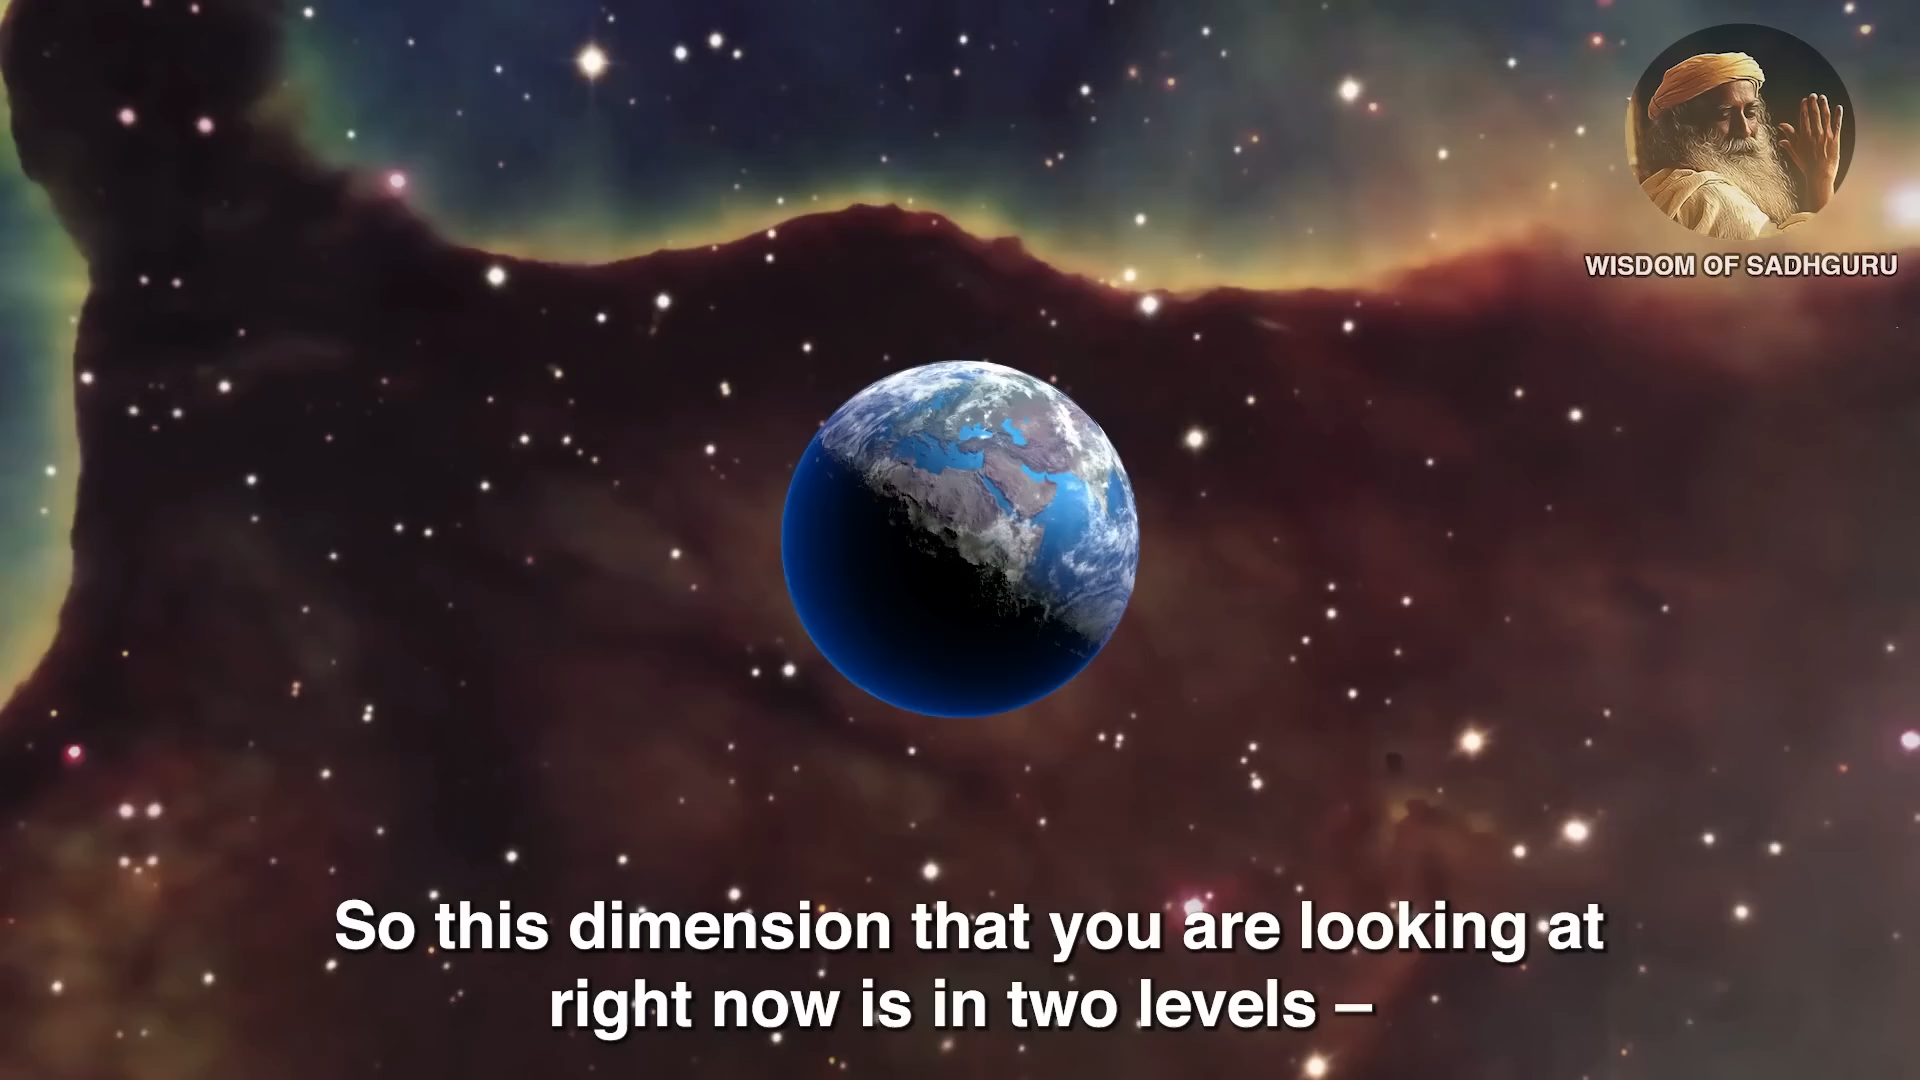 WISDOM OF SADHGURU
So this dimension that you are looking at
right now is in two levels –